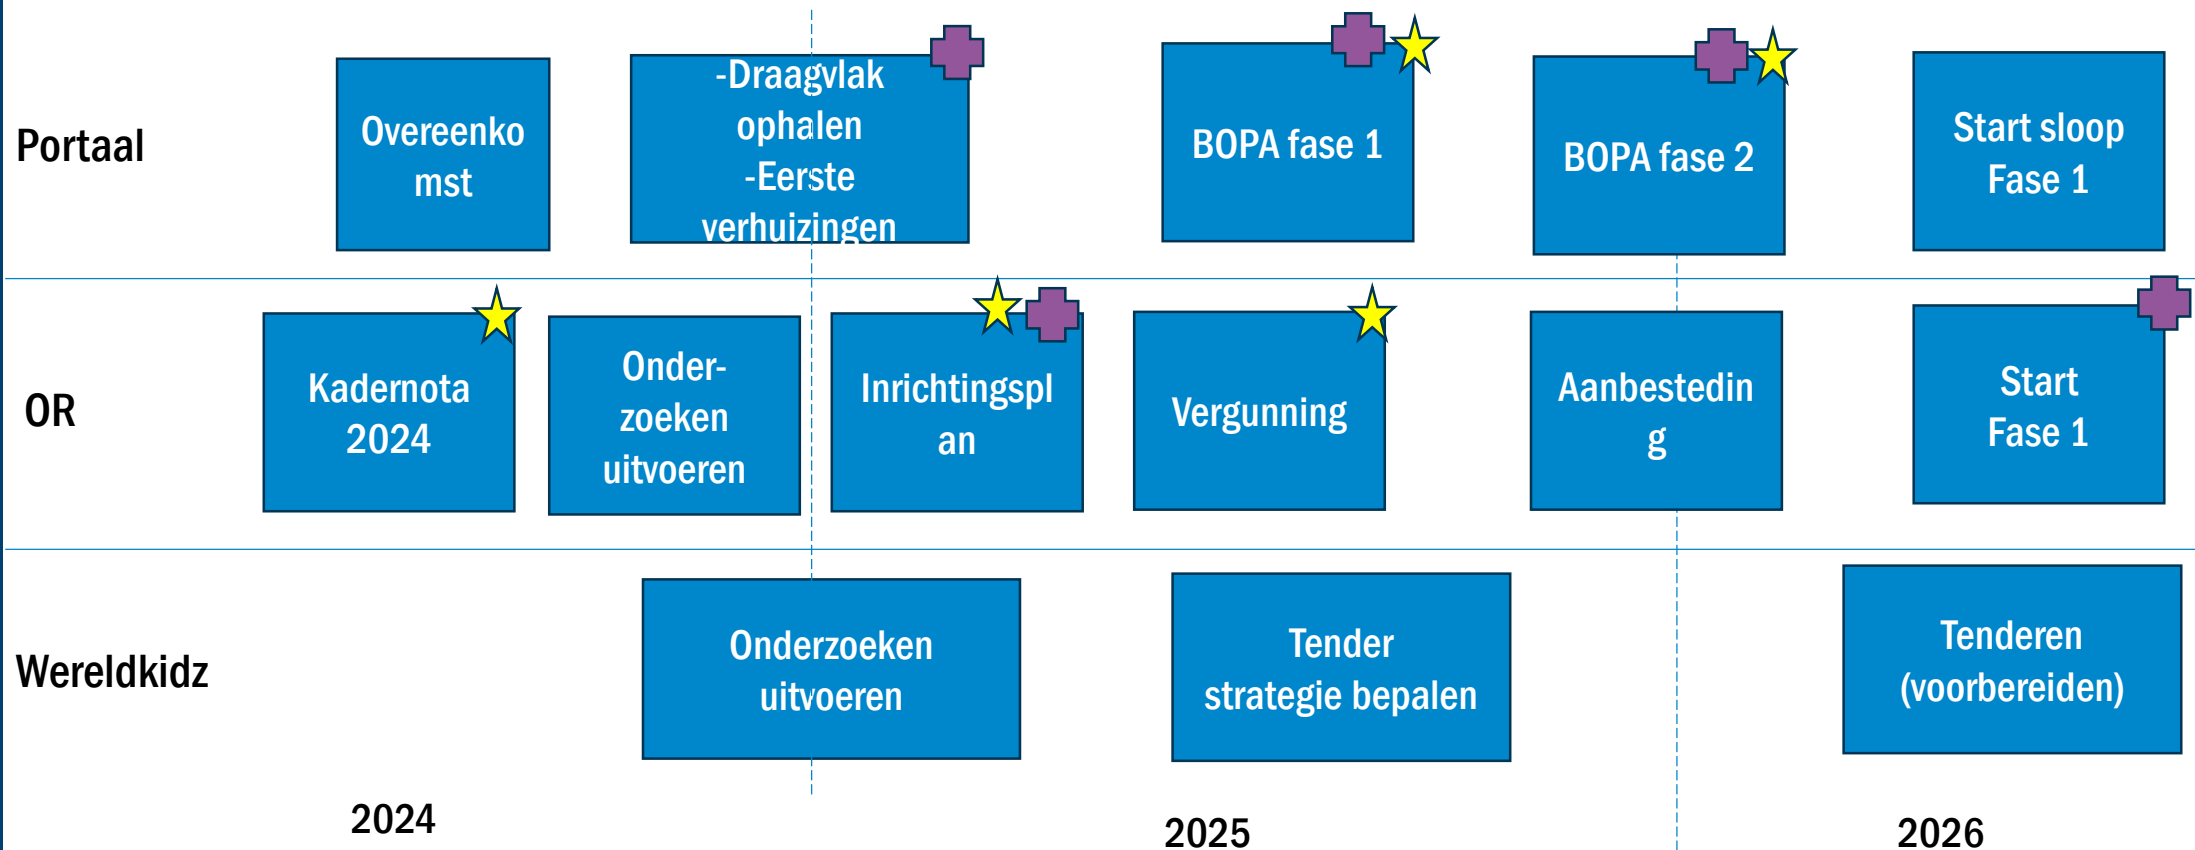 Portaal
Overeenko
mst
-Draagvlak
ophalen
-Eerste
verhuizingen
BOPA fase 1
BOPA fase 2
Start sloop
Fase 1
OR
Kadernota
2024
Onder-
zoeken
uitvoeren
Inrichtingspl
an
Vergunning
Aanbestedin
g
Start
Fase 1
Wereldkidz
Onderzoeken
uitvoeren
Tender
strategie bepalen
Tenderen
(voorbereiden)
2024
2025
2026